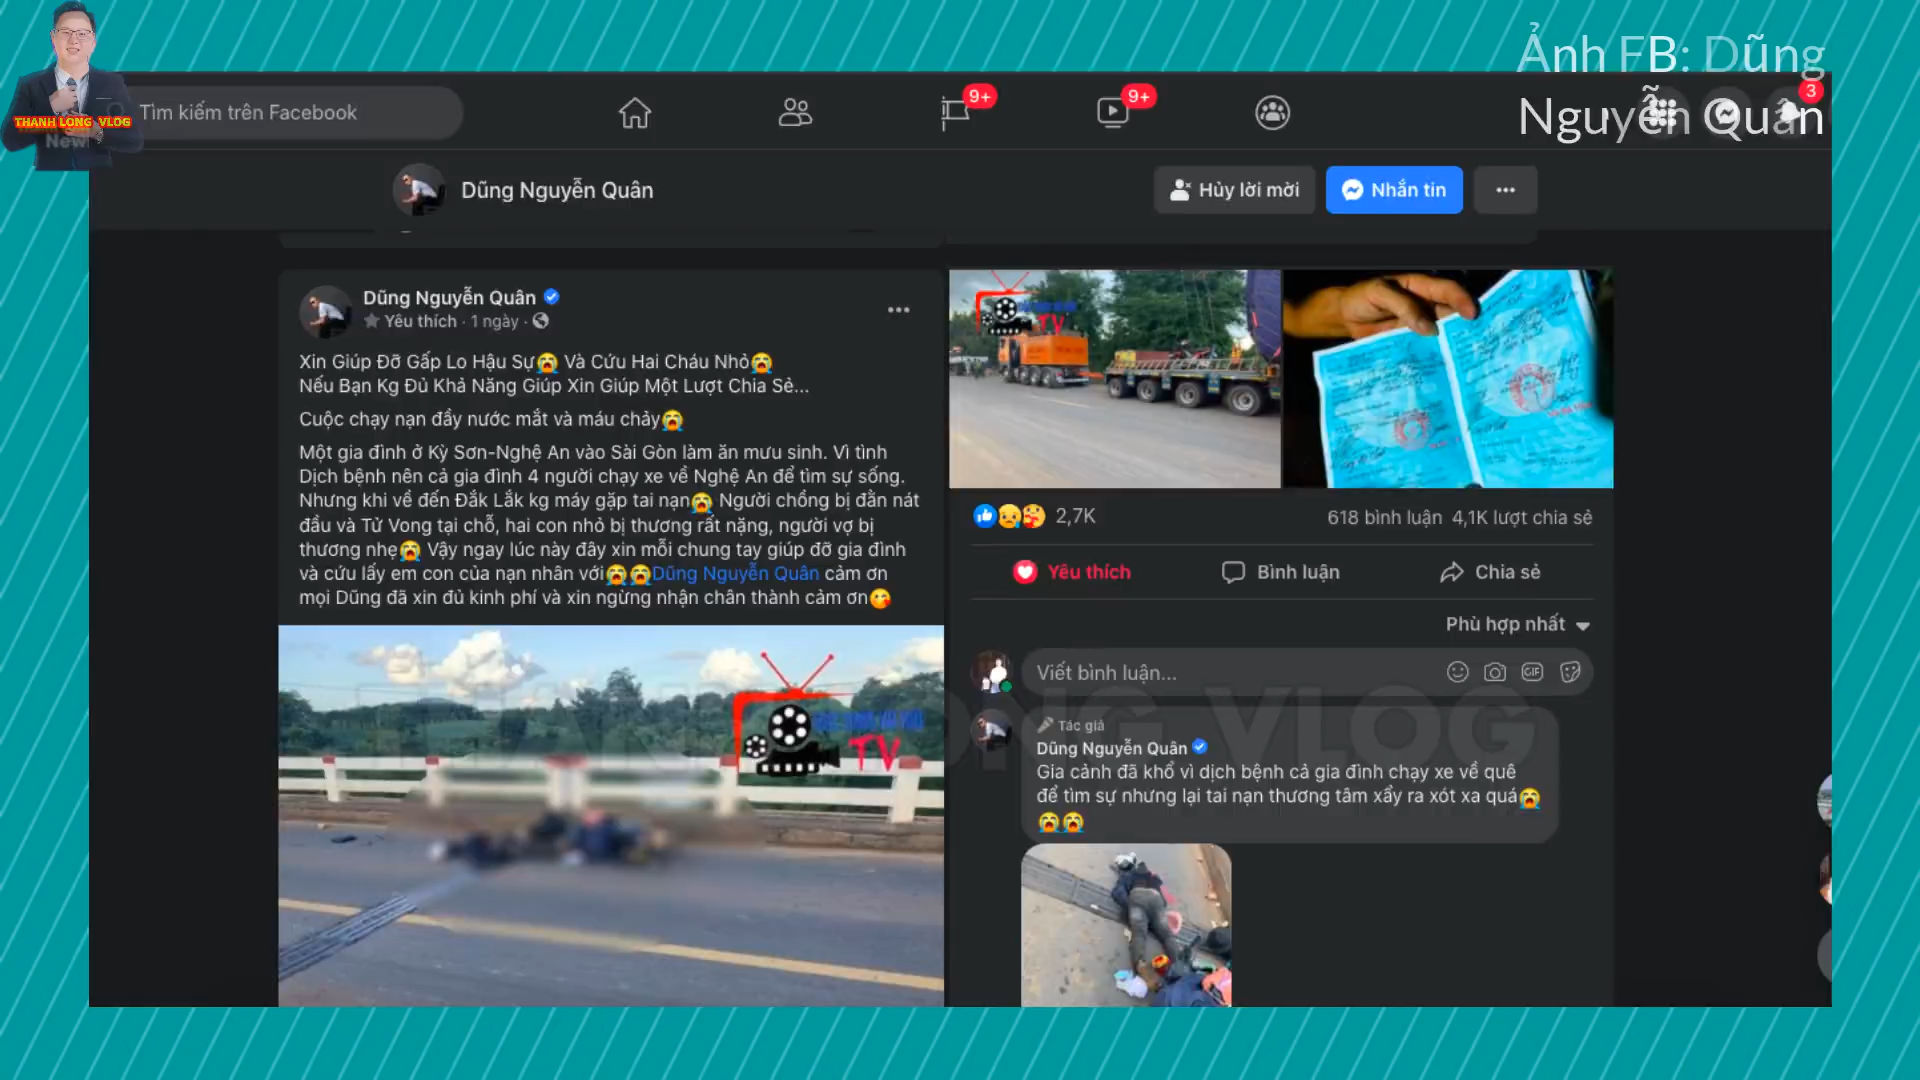 Ảnh FB: Dũng
Nguyễn Quân
THANH LONG VLOG
New
Tìm kiếm trên Facebook
9+
9+
3
Dũng Nguyễn Quân
Hủy lời mời
Nhắn tin
Dũng Nguyễn Quân
Yêu thích · 1 ngày ·
Xin Giúp Đỡ Gấp Lo Hậu Sự😭 Và Cứu Hai Cháu Nhỏ😭
Nếu Bạn Kg Đủ Khả Năng Giúp Xin Giúp Một Lượt Chia Sẻ...
Cuộc chạy nạn đầy nước mắt và máu chảy😭
Một gia đình ở Kỳ Sơn-Nghệ An vào Sài Gòn làm ăn mưu sinh. Vì tình
Dịch bệnh nên cả gia đình 4 người chạy xe về Nghệ An để tìm sự sống.
Nhưng khi về đến Đắk Lắk kg máy gặp tai nạn😭 Người chồng bị đằn nát
đầu và Tử Vong tại chỗ, hai con nhỏ bị thương rất nặng, người vợ bị
thương nhẹ😭 Vậy ngay lúc này đây xin mỗi chung tay giúp đỡ gia đình
và cứu lấy em con của nạn nhân với😭😭Dũng Nguyễn Quân cảm ơn
mọi Dũng đã xin đủ kinh phí và xin ngừng nhận chân thành cảm ơn😋
TV
TV
2,7K
618 bình luận 4,1K lượt chia sẻ
Yêu thích
Bình luận
Chia sẻ
Phù hợp nhất
Viết bình luận...
GIF
THANH LONG VLOG
Tác giả
Dũng Nguyễn Quân
Gia cảnh đã khổ vì dịch bệnh cả gia đình chạy xe về quê
để tìm sự nhưng lại tai nạn thương tâm xẩy ra xót xa quá😭
😭😭